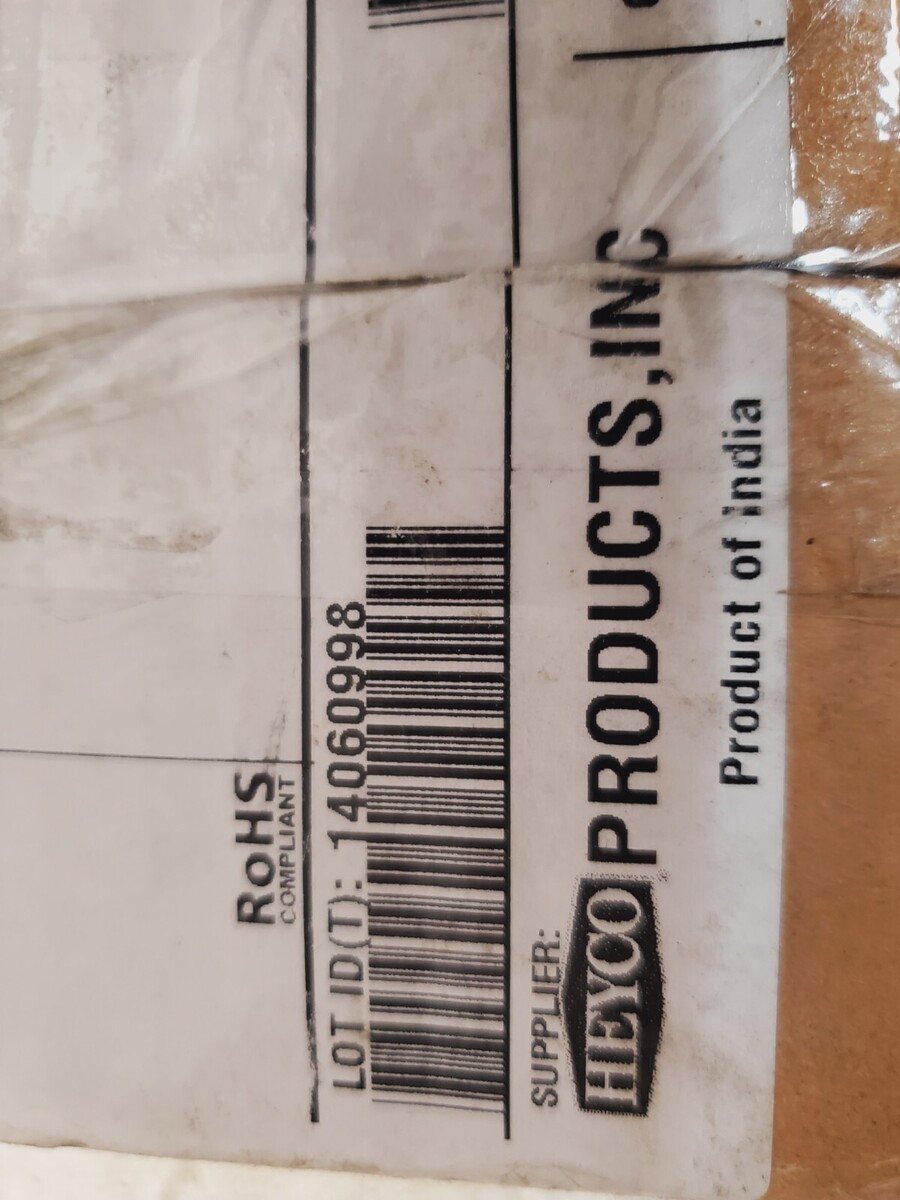 RoHS
COMPLIANT
LOT ID(T): 14060998
SUPPLIER:
HEYCO® PRODUCTS,INC
Product of india